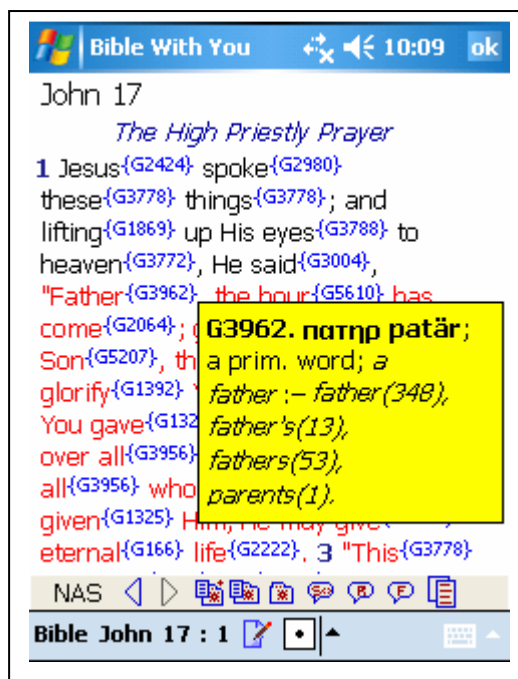 Bible With You 10:09 ok
John 17
The High Priestly Prayer
1 Jesus{G2424} spoke{G2980}
these{G3778} things{G3778}; and
lifting{G1869} up His eyes{G3788} to
heaven{G3772}, He said{G3004},
"Father{G3962}, the hour{G5610} has
come{G2064};
Son{G5207}, th
glorify{G1392}
You gave{G132
over all{G3956}
all{G3956} who
given{G1325} Him, He may give
eternal{G166} life{G2222}. 3 "This{G3778}
G3962. πατηρ patär;
a prim. word; a
father :– father(348),
father's(13),
fathers(53),
parents(1).
NAS
Bible John 17 : 1